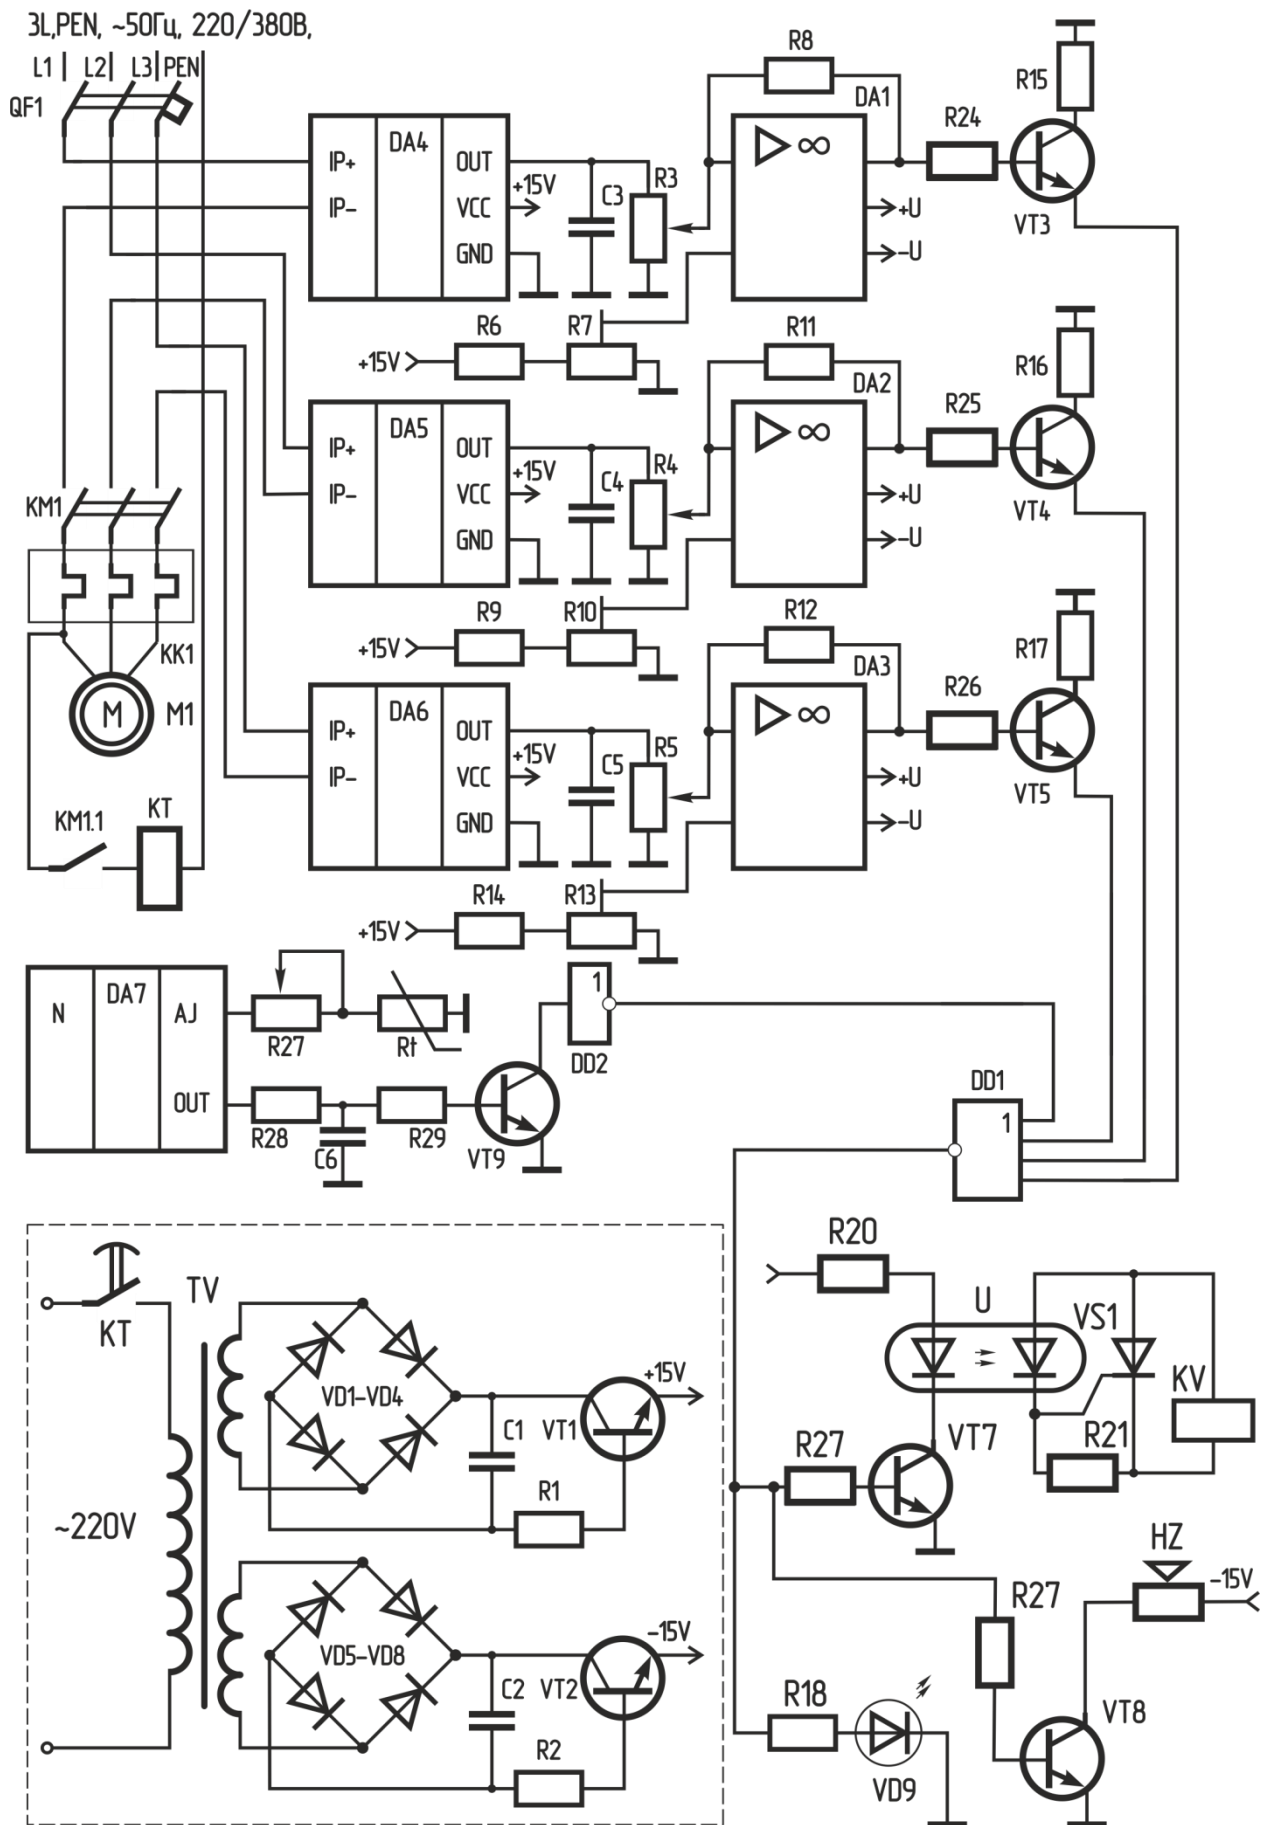 3L,PEN, ~50Гц, 220/380В,
L1 L2 L3 PEN
QF1
DA4
IP+
IP-
OUT
VCC
GND
+15V
C3
R3
R8
DA1
∞
+U
-U
R24
R15
VT3
R6
R7
+15V
DA5
IP+
IP-
OUT
VCC
GND
+15V
C4
R4
R11
DA2
∞
+U
-U
R25
R16
VT4
KM1
R9
R10
+15V
KK1
M
M1
DA6
IP+
IP-
OUT
VCC
GND
+15V
C5
R5
R12
DA3
∞
+U
-U
R26
R17
VT5
KM1.1
KT
R14
R13
+15V
N
DA7
AJ
OUT
R27
Rt
1
DD2
R28
C6
R29
VT9
DD1
1
KT
TV
~220V
VD1-VD4
C1
VT1
+15V
R1
VD5-VD8
C2
VT2
-15V
R2
R20
U
VS1
KV
R21
R27
VT7
HZ
-15V
R27
R18
VD9
VT8